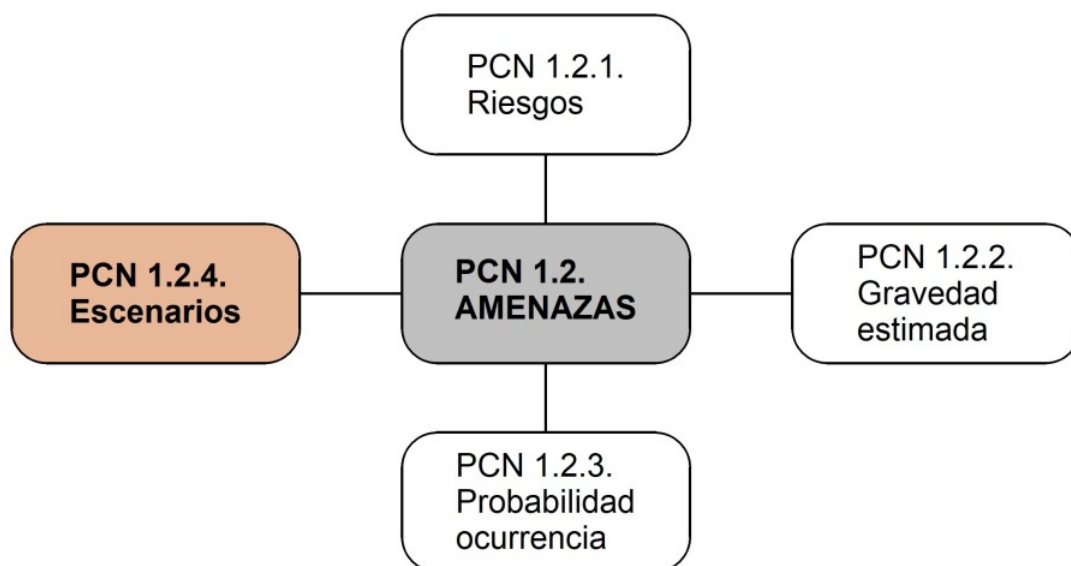 PCN 1.2.1.
Riesgos
PCN 1.2.4.
Escenarios
PCN 1.2.
AMENAZAS
PCN 1.2.2.
Gravedad
estimada
PCN 1.2.3.
Probabilidad
ocurrencia